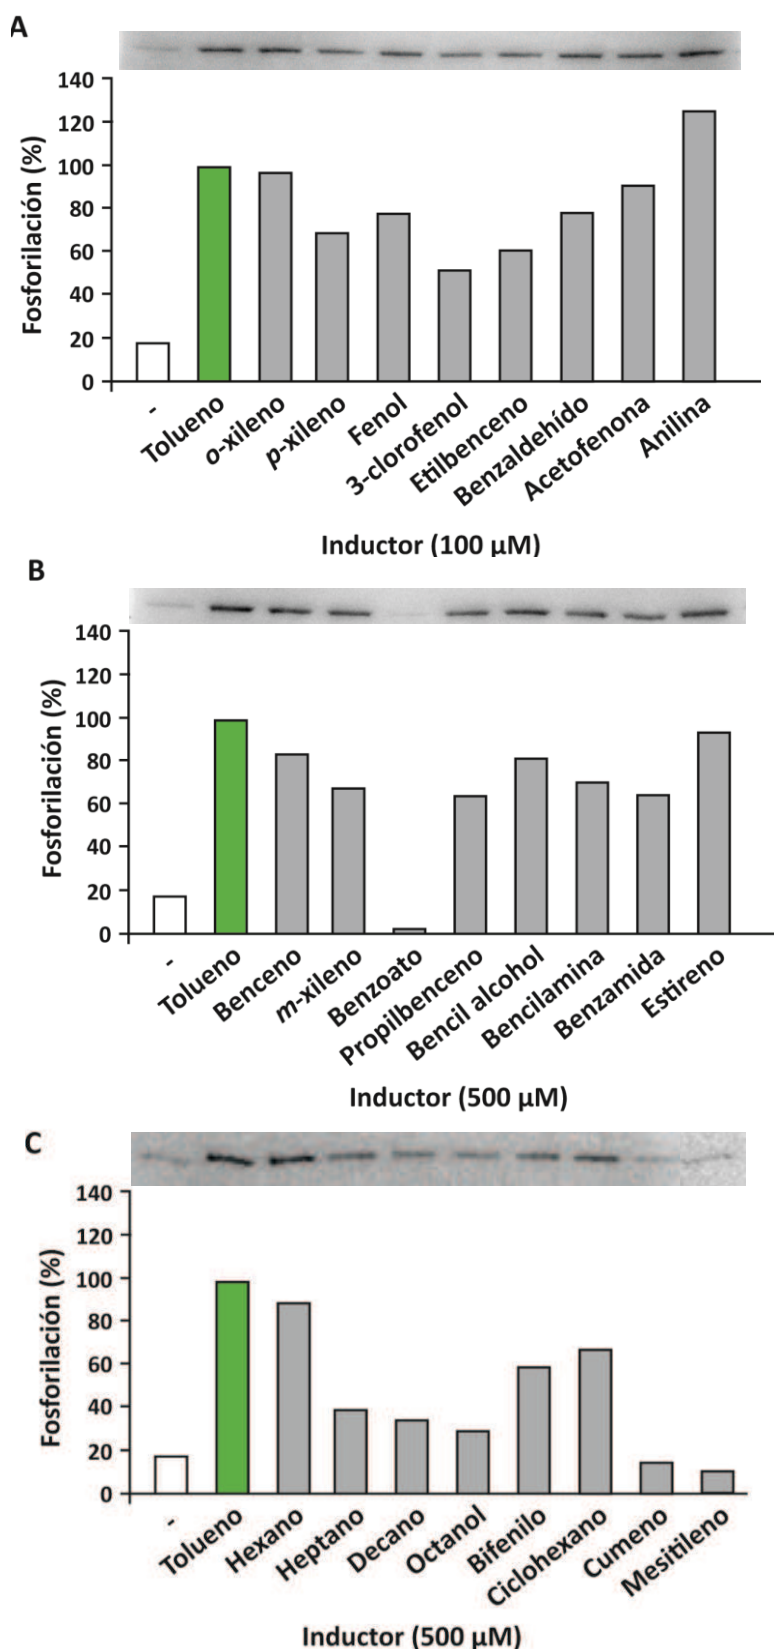 A
140
120
100
80
60
40
20
0
Fosforilación (%)
-
Tolueno
o-xileno
p-xileno
Fenol
3-clorofenol
Etilbenceno
Benzaldehído
Acetofenona
Anilina
Inductor (100 µM)
B
140
120
100
80
60
40
20
0
Fosforilación (%)
-
Tolueno
Benceno
m-xileno
Benzoato
Propilbenceno
Bencil alcohol
Bencilamina
Benzamida
Estireno
Inductor (500 µM)
C
140
120
100
80
60
40
20
0
Fosforilación (%)
-
Tolueno
Hexano
Heptano
Decano
Octanol
Bifenilo
Ciclohexano
Cumeno
Mesitileno
Inductor (500 µM)